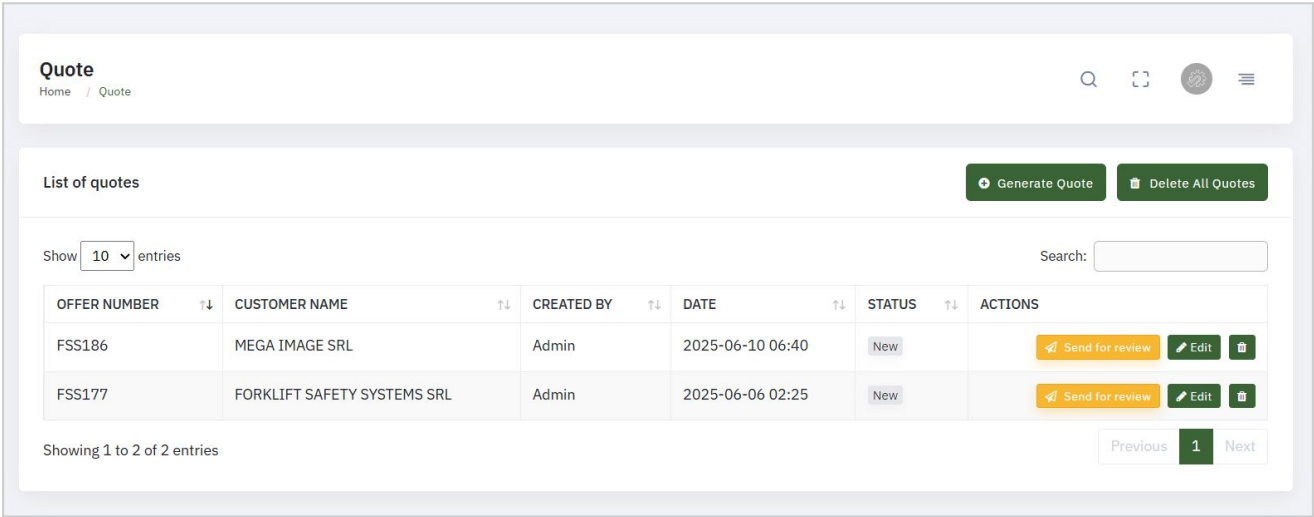 Quote
Home / Quote
List of quotes
Generate Quote
Delete All Quotes
Show 10 entries
Search:
OFFER NUMBER CUSTOMER NAME CREATED BY DATE STATUS ACTIONS
FSS186 MEGA IMAGE SRL Admin 2025-06-10 06:40 New Send for review Edit
FSS177 FORKLIFT SAFETY SYSTEMS SRL Admin 2025-06-06 02:25 New Send for review Edit
Showing 1 to 2 of 2 entries
Previous 1 Next